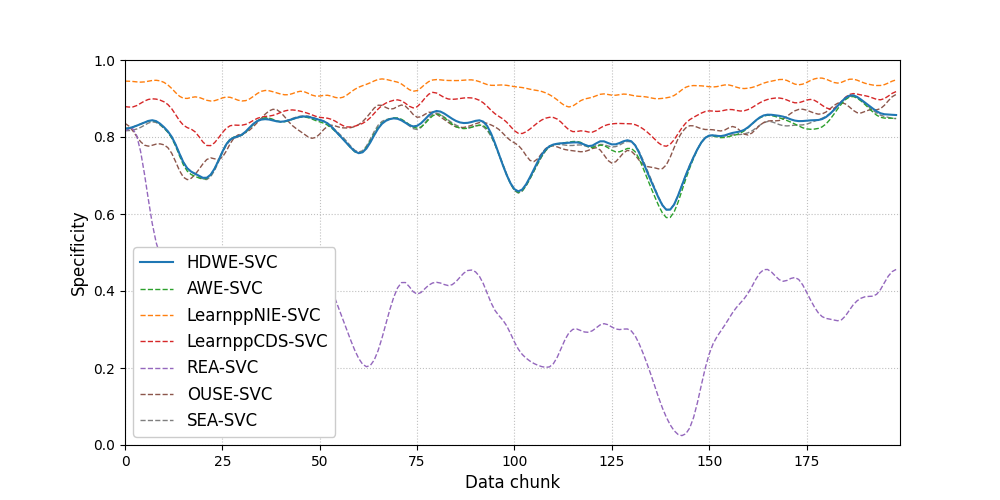 1.0
0.8
0.6
0.4
0.2
0.0
Specificity
HDWE-SVC
AWE-SVC
LearnppNIE-SVC
LearnppCDS-SVC
REA-SVC
OUSE-SVC
SEA-SVC
0 25 50 75 100 125 150 175
Data chunk